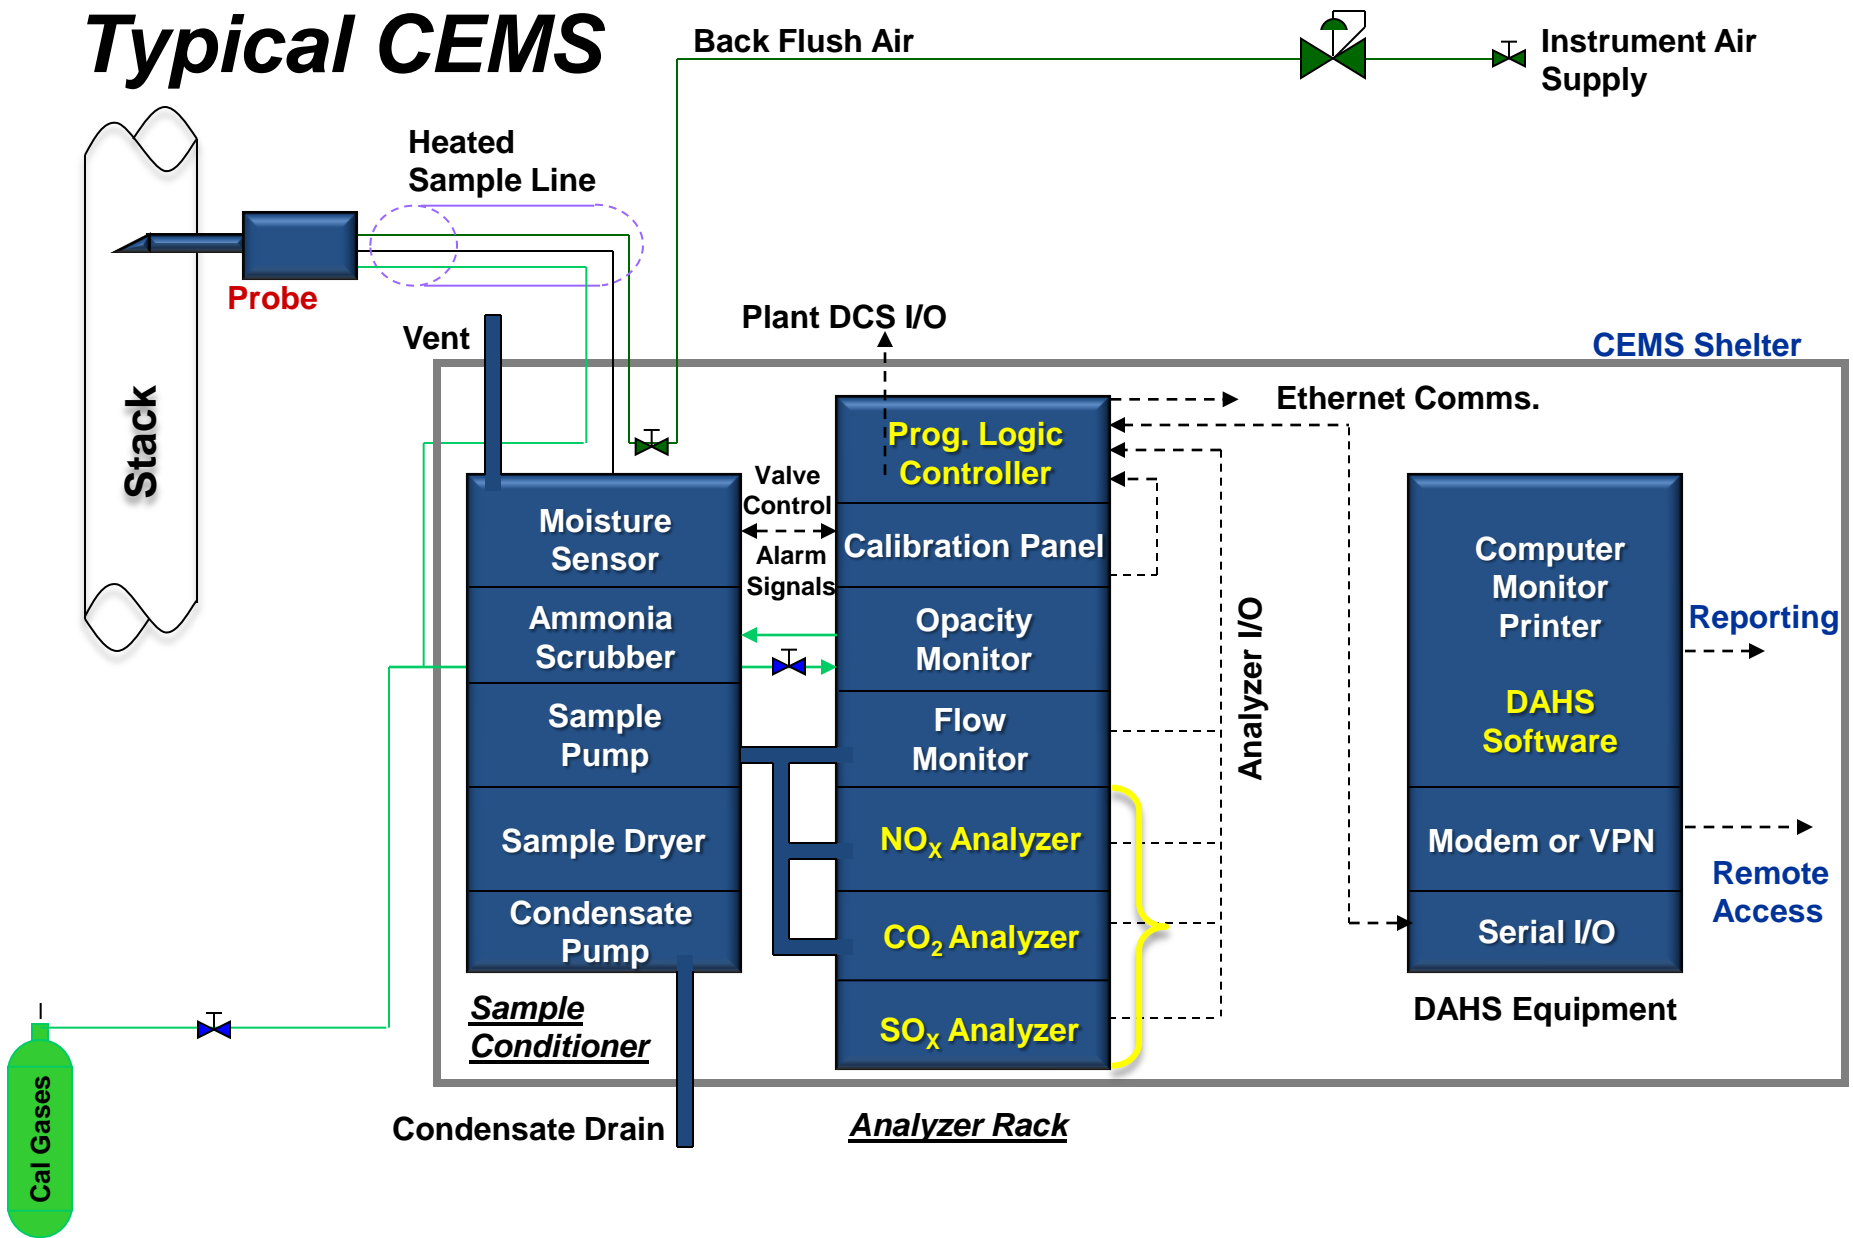 Typical CEMS
Back Flush Air
Instrument Air
Supply
Heated
Sample Line
Probe
Stack
Vent
Plant DCS I/O
CEMS Shelter
Ethernet Comms.
Prog. Logic
Controller
Valve
Control
Alarm
Signals
Moisture
Sensor
Ammonia
Scrubber
Sample
Pump
Sample Dryer
Condensate
Pump
Sample
Conditioner
Condensate Drain
Calibration Panel
Opacity
Monitor
Flow
Monitor
NOX Analyzer
CO2 Analyzer
SOX Analyzer
Analyzer Rack
Analyzer I/O
Computer
Monitor
Printer
DAHS
Software
Modem or VPN
Serial I/O
DAHS Equipment
Reporting
Remote
Access
Cal Gases